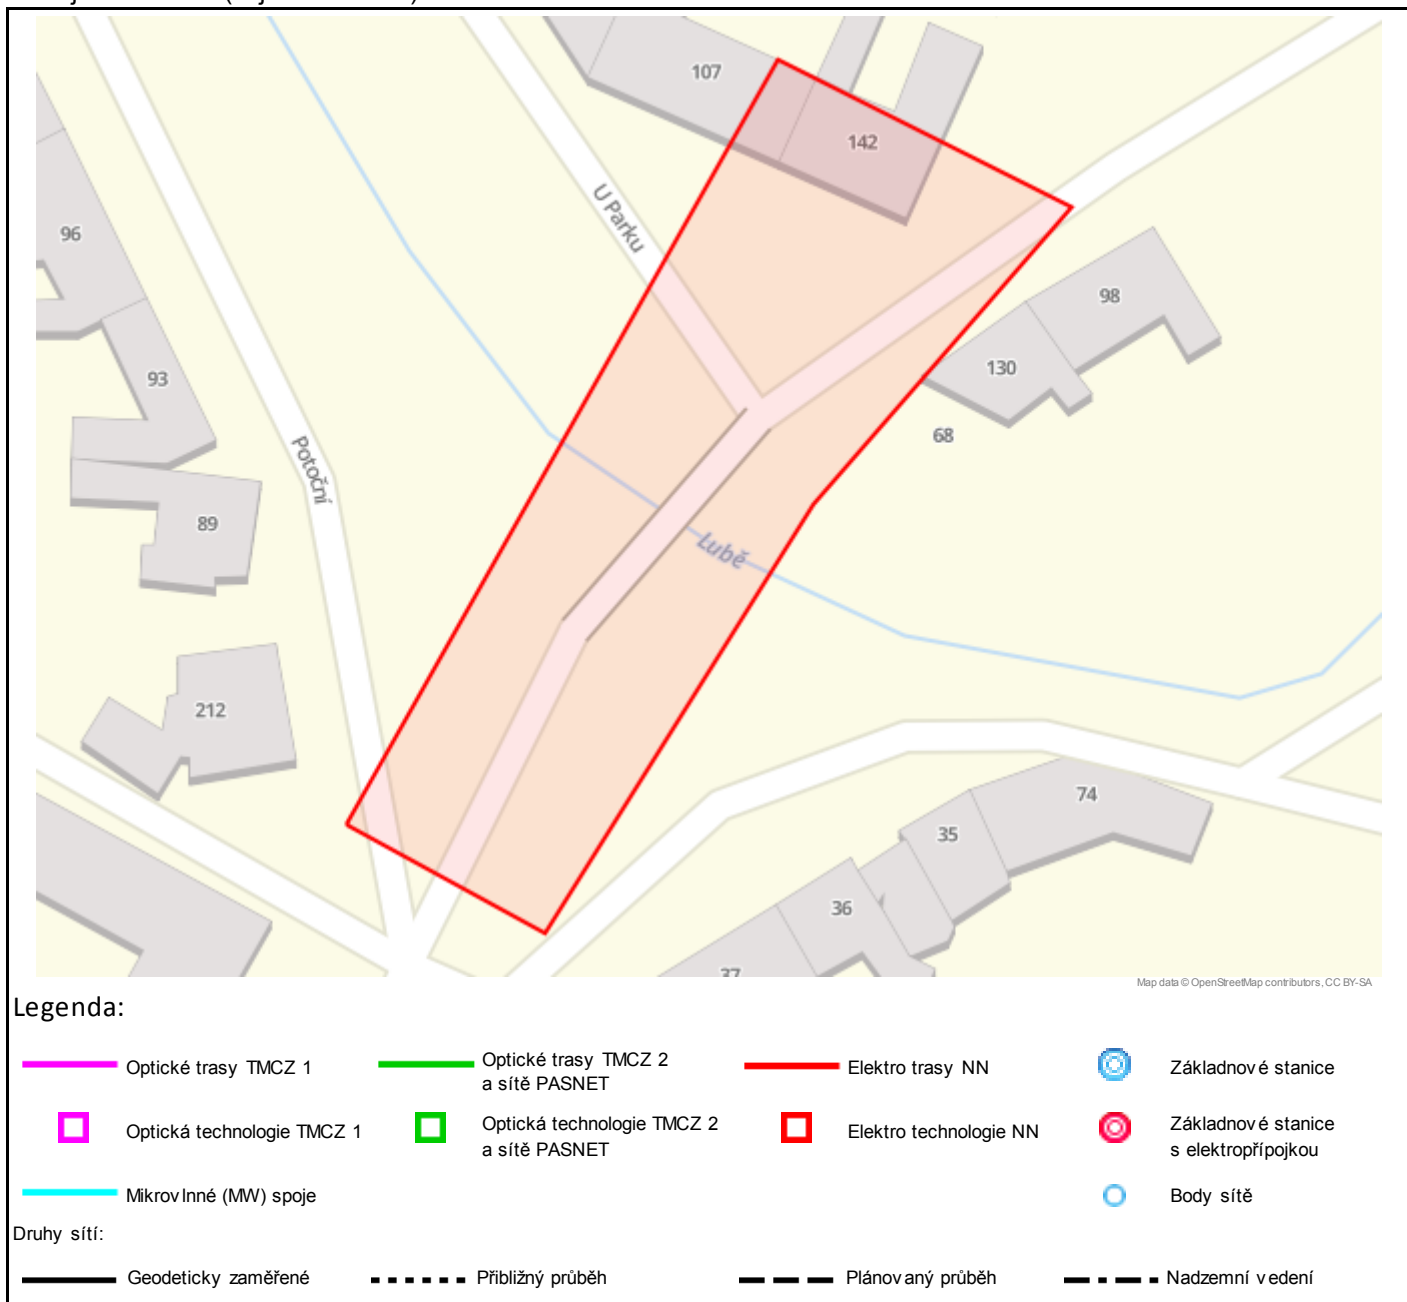 107
142
U Parku
96
98
93
130
68
Potoční
89
Lubě
212
74
35
36
37
Map data © OpenStreetMap contributors, CC BY-SA
Legenda:
Optické trasy TMCZ 1
Optické trasy TMCZ 2
a sítě PASNET
Elektro trasy NN
Základnové stanice
Optická technologie TMCZ 1
Optická technologie TMCZ 2
a sítě PASNET
Elektro technologie NN
Základnové stanice
s elektropřípojkou
Mikrovlnné (MW) spoje
Body sítě
Druhy sítí:
Geodeticky zaměřené
Přibližný průběh
Plánovaný průběh
Nadzemní vedení